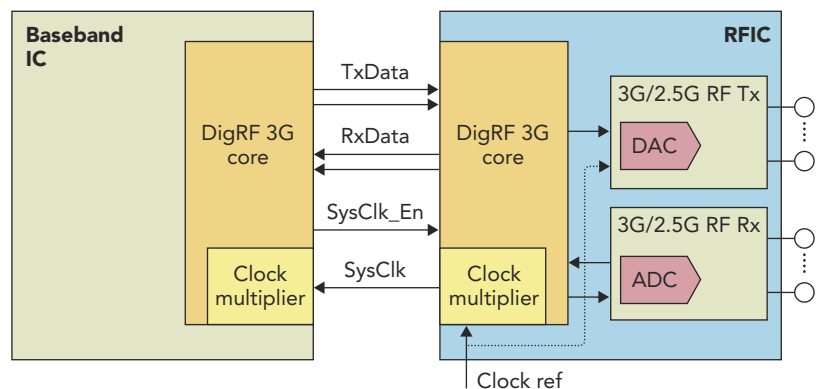 Baseband
IC
DigRF 3G
core
Clock
multiplier
TxData
RxData
SysClk_En
SysClk
RFIC
DigRF 3G
core
Clock
multiplier
3G/2.5G RF Tx
DAC
3G/2.5G RF Rx
ADC
Clock ref